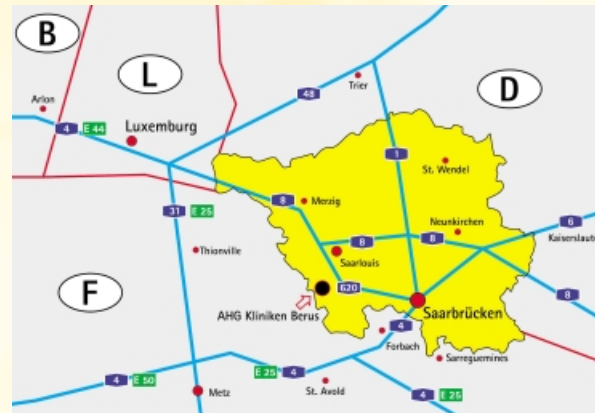 B
L
D
Arlon
4 E 44
Luxemburg
48
Trier
1
St. Wendel
8
Merzig
31 E 25
Neunkirchen
6
Kaiserslaute
Thionville
8
8
Saarlouis
F
620
8
AHG Kliniken Berus
Saarbrücken
4
Forbach
Sarreguemines
4 E 50
E 25 4
Metz
St. Avold
4 E 25